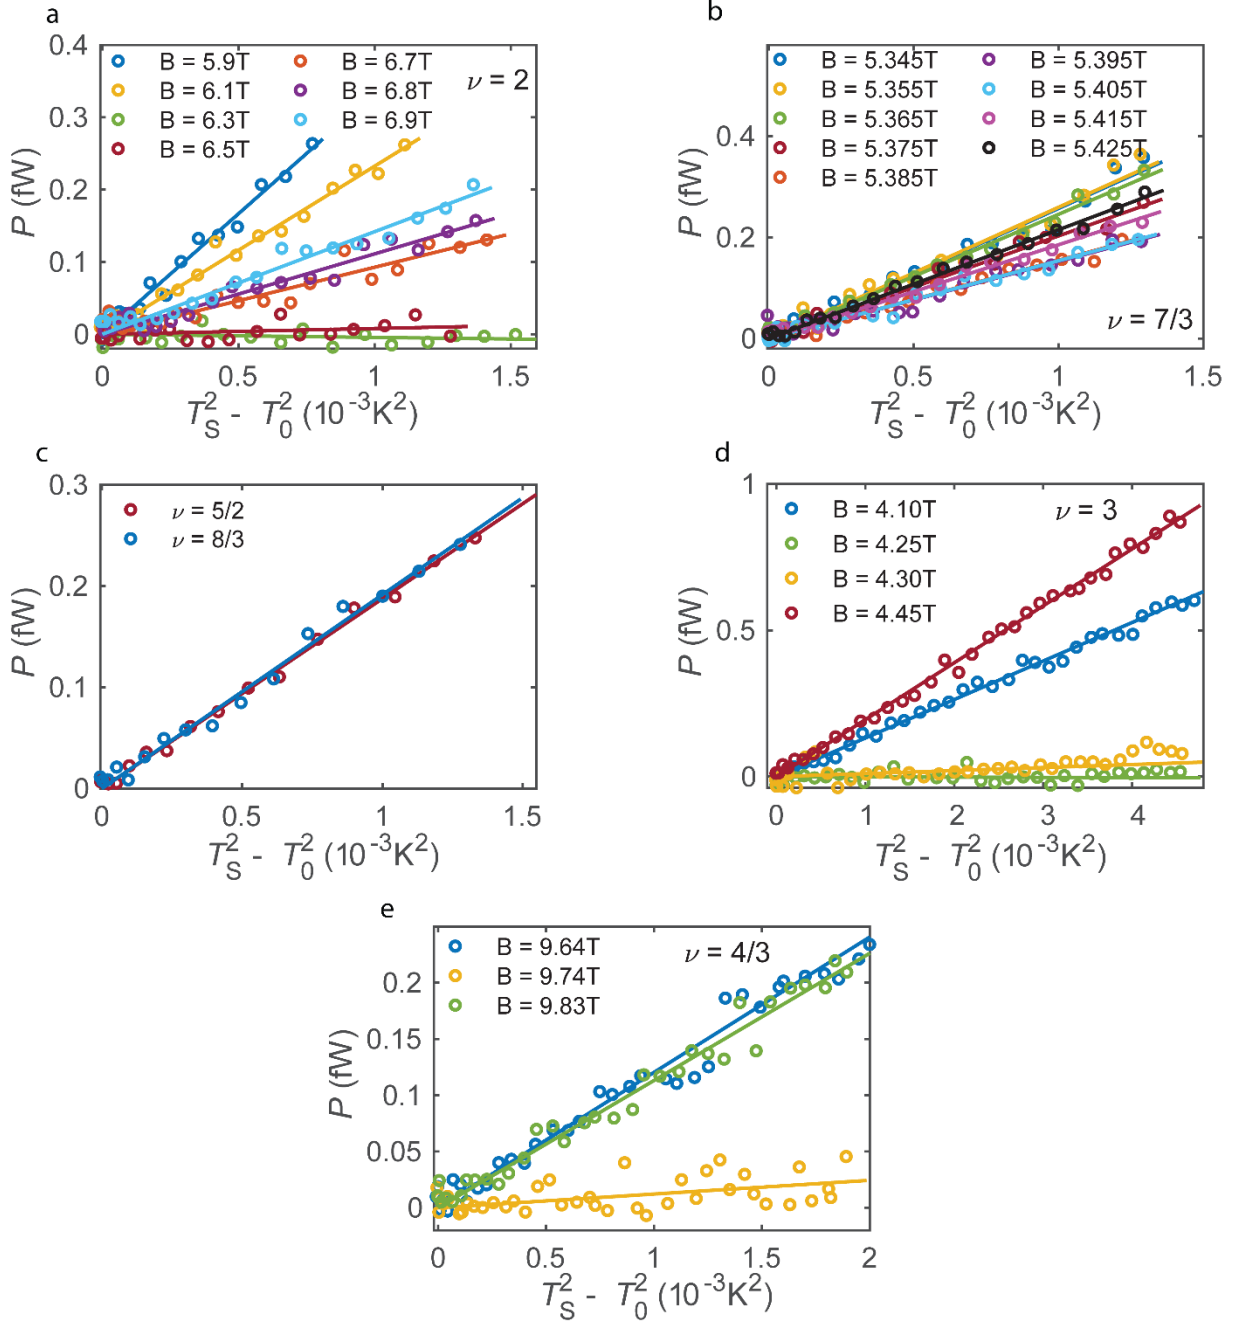 a
0.4
0.3
0.2
0.1
0
P (fW)
B = 5.9T
B = 6.1T
B = 6.3T
B = 6.5T
B = 6.7T
B = 6.8T
B = 6.9T
ν = 2
0
0.5
1
1.5
T_S^2 - T_0^2 (10^-3K^2)
b
0.4
0.2
0
P (fW)
B = 5.345T
B = 5.355T
B = 5.365T
B = 5.375T
B = 5.385T
B = 5.395T
B = 5.405T
B = 5.415T
B = 5.425T
ν = 7/3
0
0.5
1
1.5
T_S^2 - T_0^2 (10^-3K^2)
c
0.3
0.2
0.1
0
P (fW)
ν = 5/2
ν = 8/3
0
0.5
1
1.5
T_S^2 - T_0^2 (10^-3K^2)
d
1
0.5
0
P (fW)
B = 4.10T
B = 4.25T
B = 4.30T
B = 4.45T
ν = 3
0
1
2
3
4
T_S^2 - T_0^2 (10^-3K^2)
e
0.2
0.15
0.1
0.05
0
P (fW)
B = 9.64T
B = 9.74T
B = 9.83T
ν = 4/3
0
0.5
1
1.5
2
T_S^2 - T_0^2 (10^-3K^2)